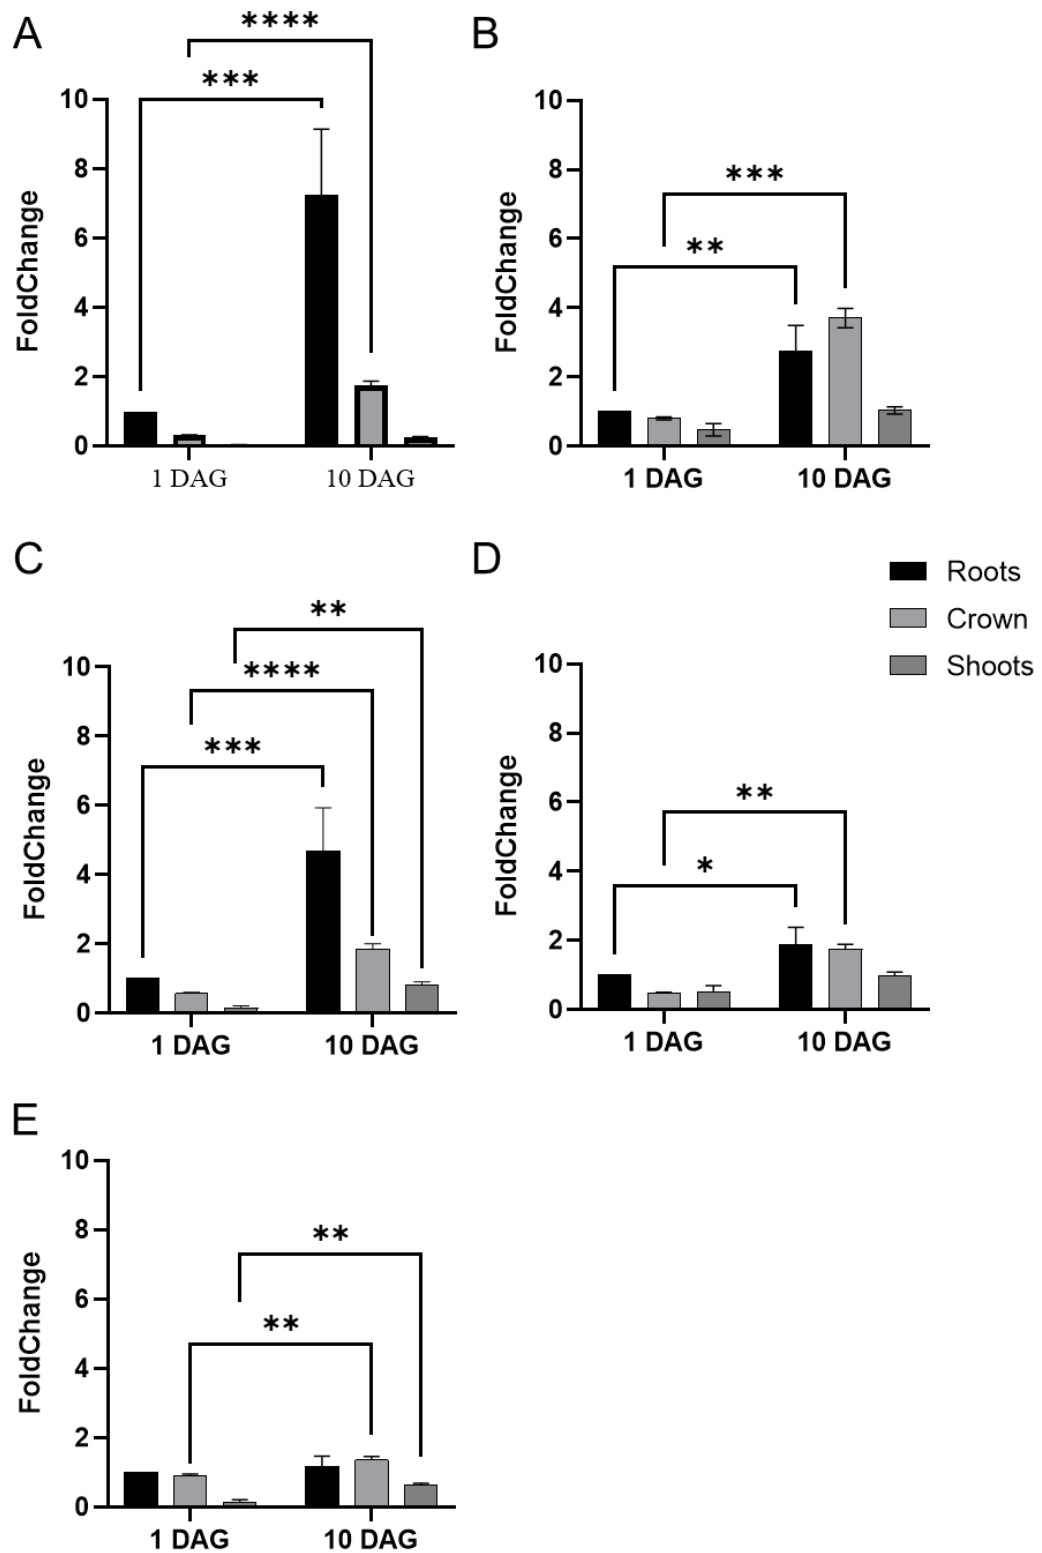 A
****
***
10
8
6
4
2
0
FoldChange
1 DAG
10 DAG
B
***
**
10
8
6
4
2
0
FoldChange
1 DAG
10 DAG
C
**
****
***
10
8
6
4
2
0
FoldChange
1 DAG
10 DAG
D
Roots
Crown
Shoots
**
*
10
8
6
4
2
0
FoldChange
1 DAG
10 DAG
E
**
**
10
8
6
4
2
0
FoldChange
1 DAG
10 DAG